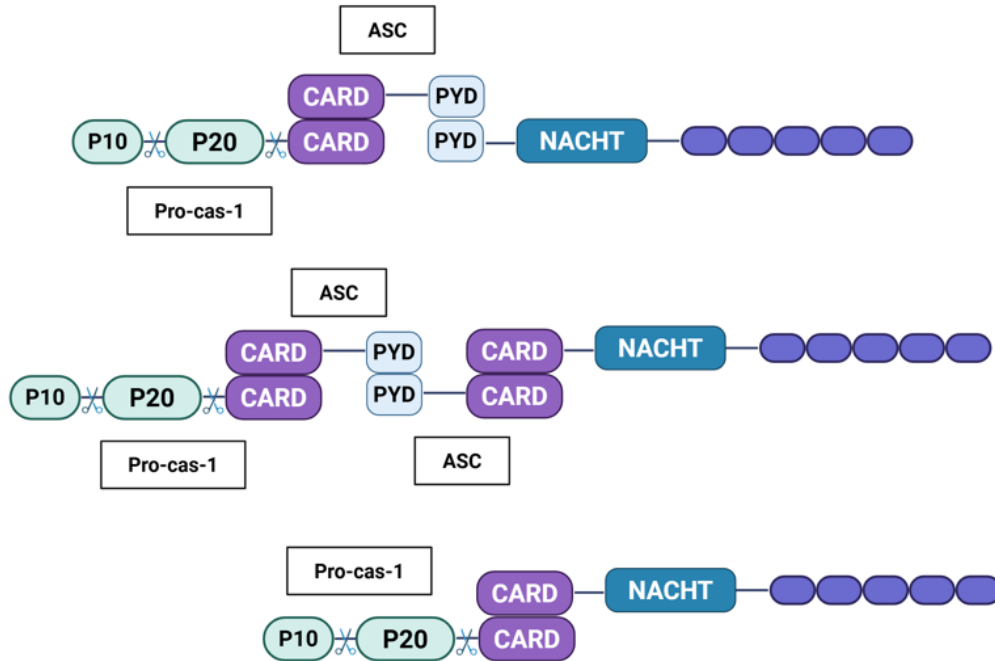 ASC
CARD PYD
P10 P20 CARD PYD NACHT
Pro-cas-1
ASC
CARD PYD CARD NACHT
P10 P20 CARD PYD CARD
Pro-cas-1 ASC
Pro-cas-1
CARD NACHT
P10 P20 CARD